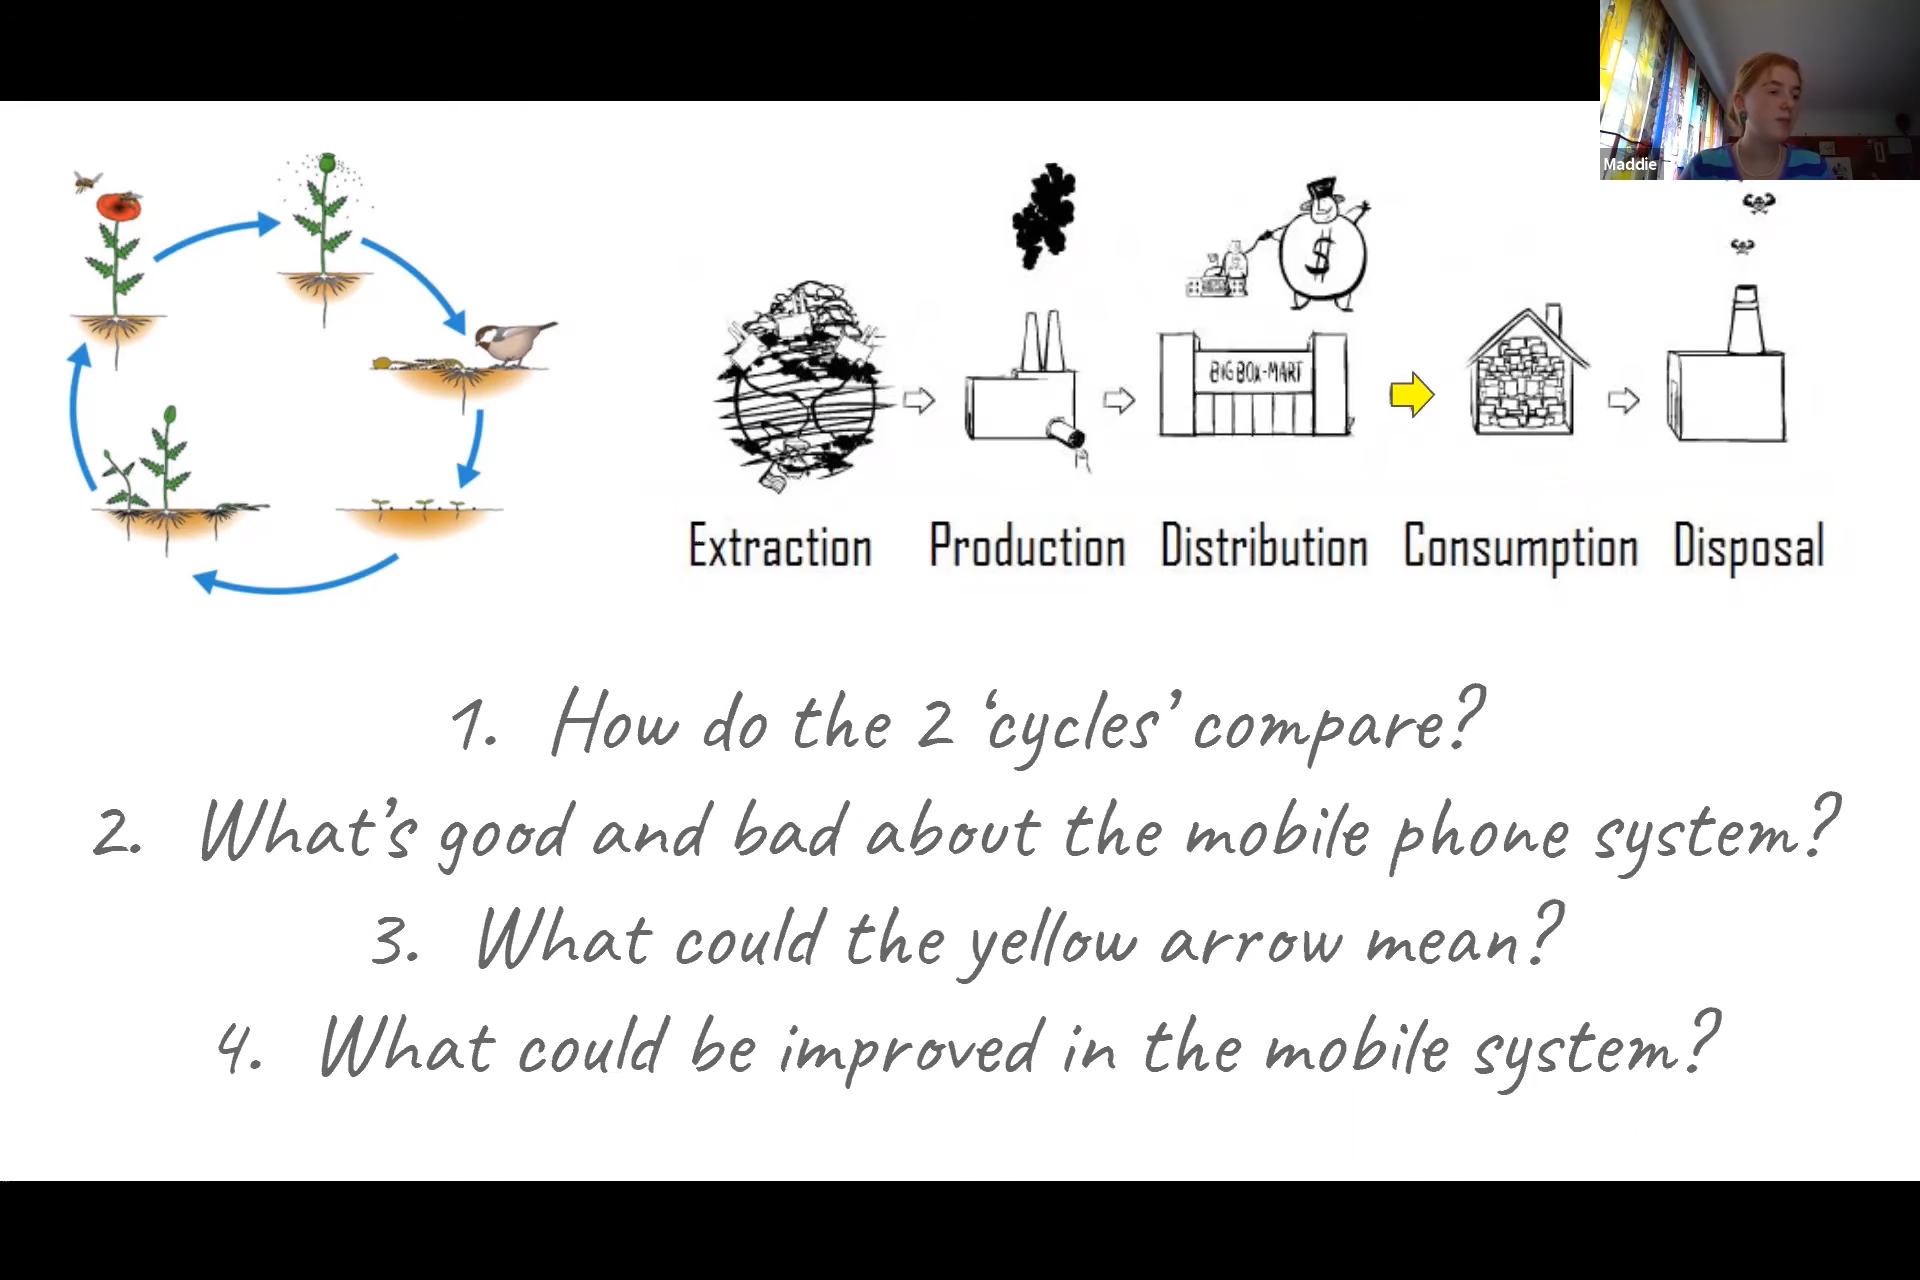 Maddie
$
BIG BOX-MART
Extraction
Production
Distribution
Consumption
Disposal
1. How do the 2 ‘cycles’ compare?
2. What’s good and bad about the mobile phone system?
3. What could the yellow arrow mean?
4. What could be improved in the mobile system?